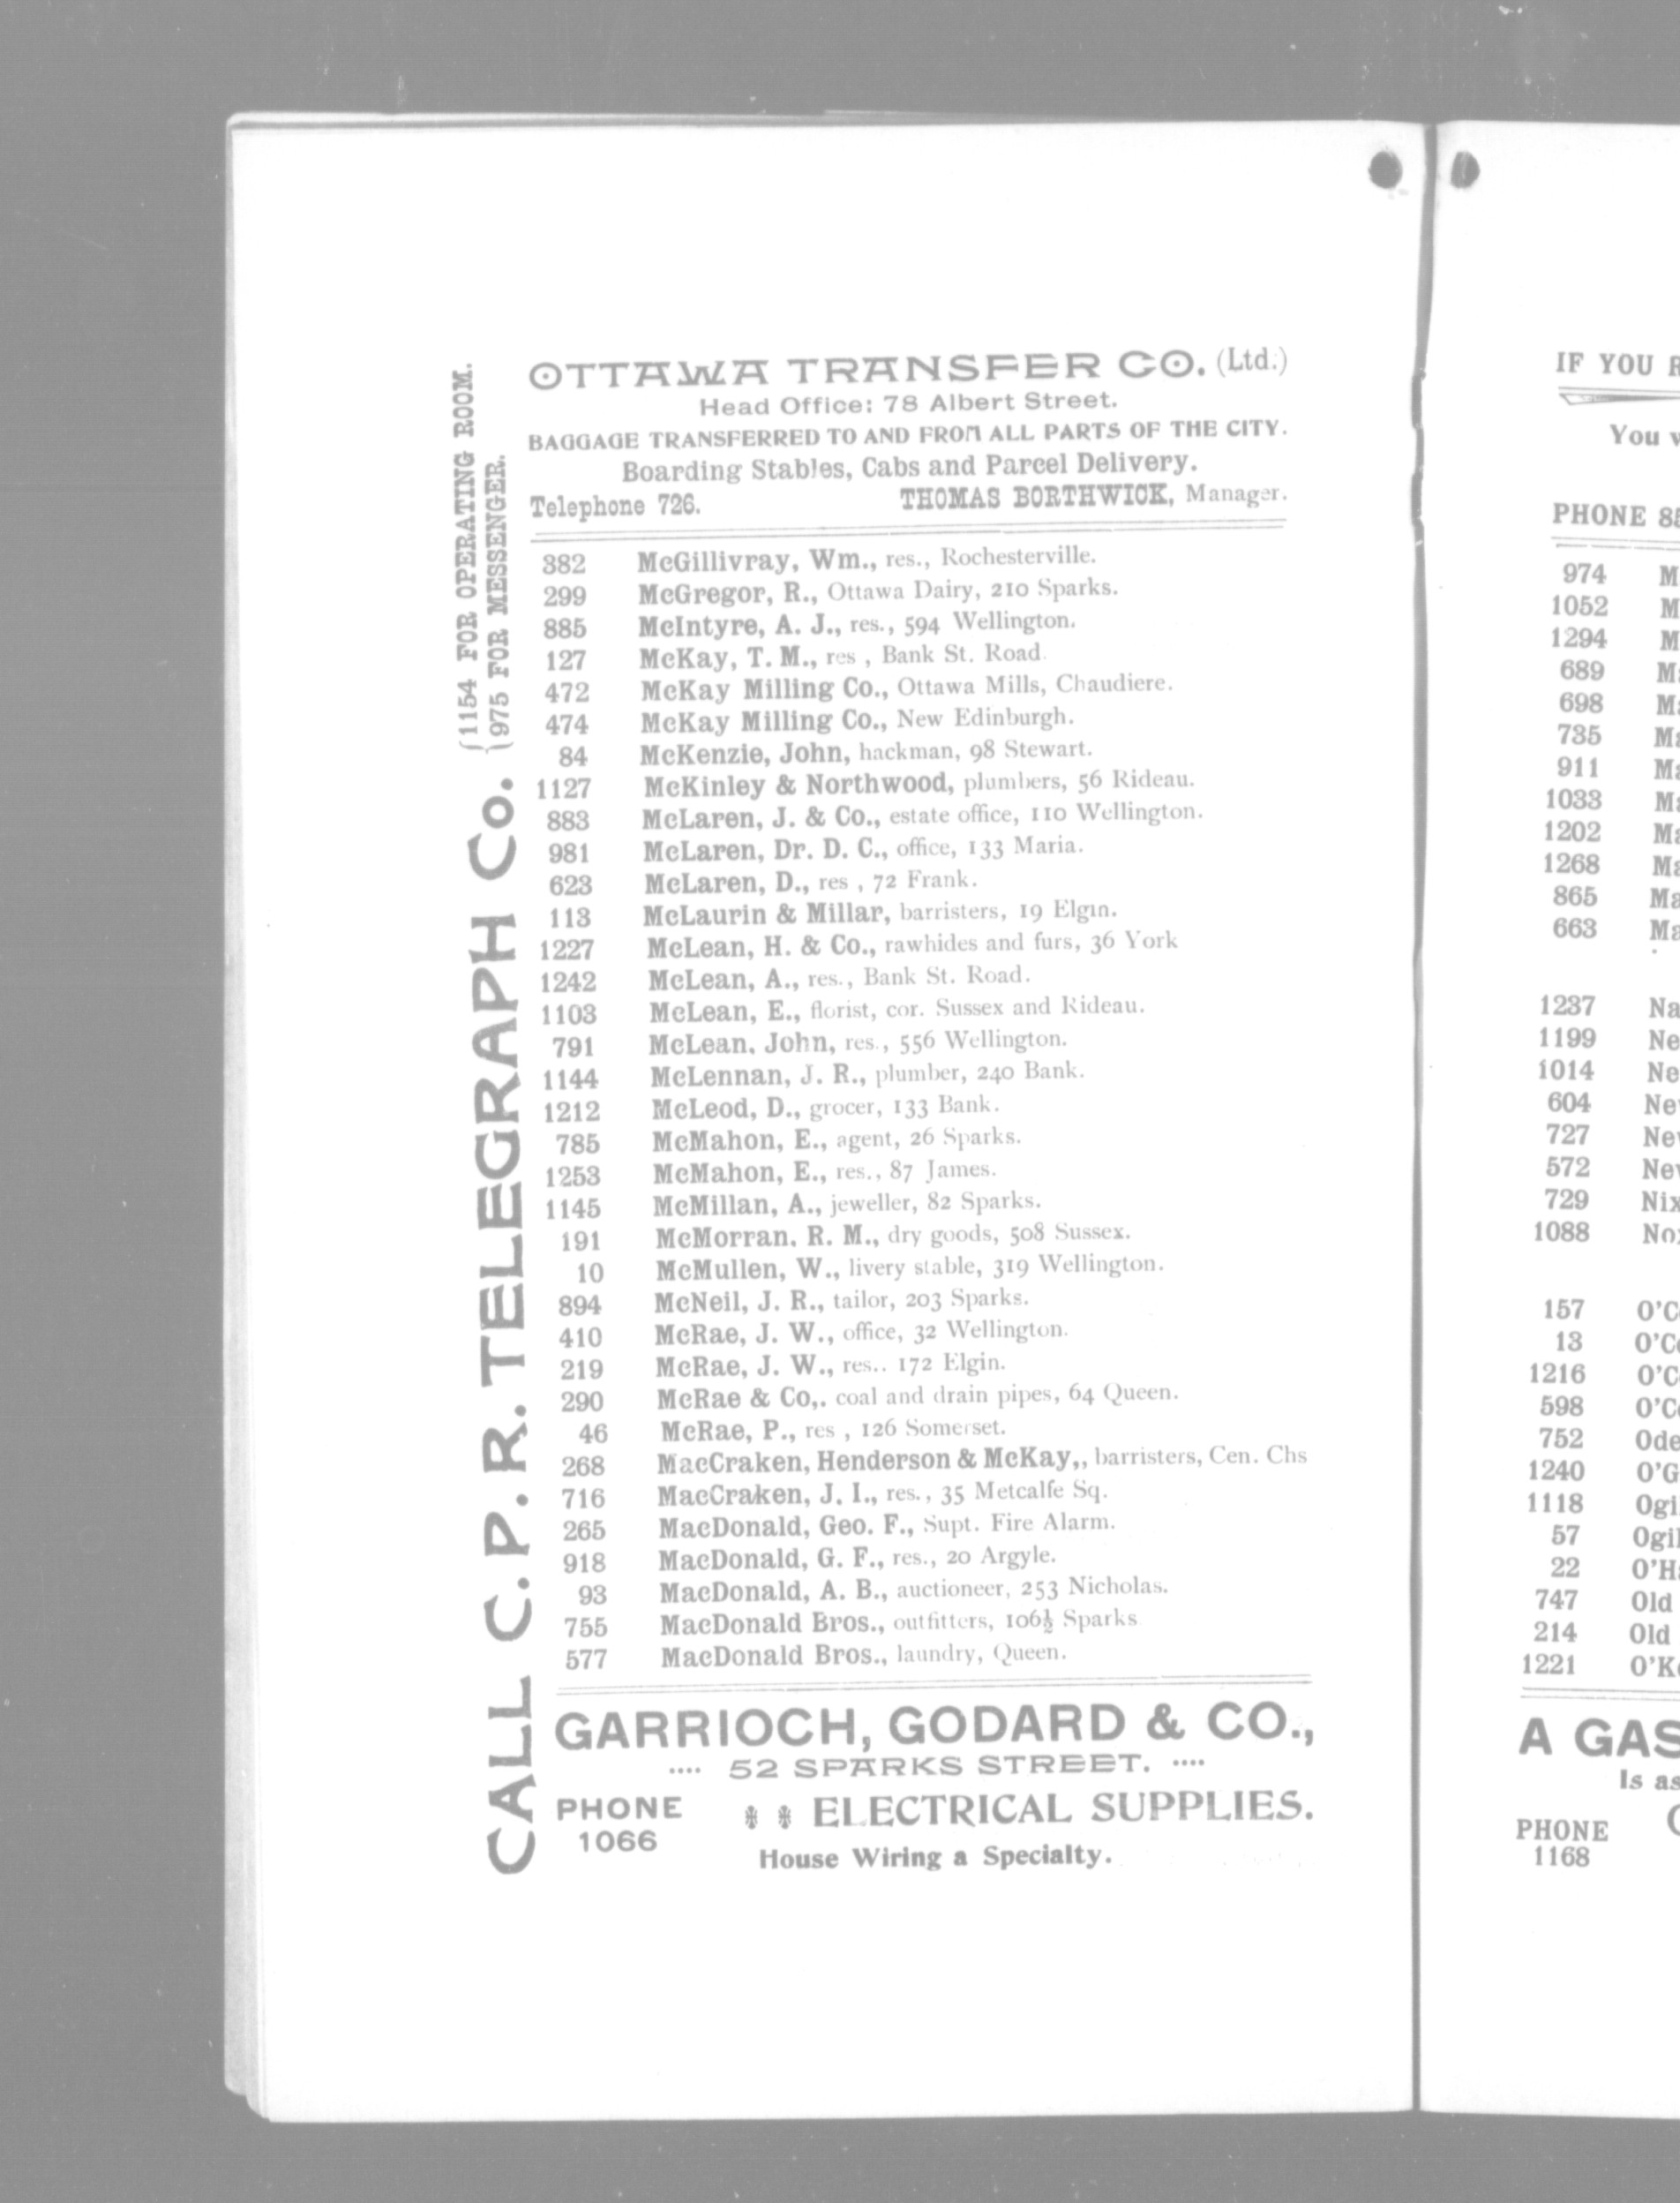 OTTAWA TRANSFER CO. (Ltd.)
Head Office: 78 Albert Street.
BAGGAGE TRANSFERRED TO AND FROM ALL PARTS OF THE CITY.
Boarding Stables, Cabs and Parcel Delivery.
Telephone 726. THOMAS BORTHWICK, Manager.
382 McGillivray, Wm., res., Rochesterville.
299 McGregor, R., Ottawa Dairy, 210 Sparks.
885 McIntyre, A. J., res., 594 Wellington.
127 McKay, T. M., res , Bank St. Road.
472 McKay Milling Co., Ottawa Mills, Chaudiere.
474 McKay Milling Co., New Edinburgh.
84 McKenzie, John, hackman, 98 Stewart.
1127 McKinley & Northwood, plumbers, 56 Rideau.
883 McLaren, J. & Co., estate office, 110 Wellington.
981 McLaren, Dr. D. C., office, 133 Maria.
623 McLaren, D., res , 72 Frank.
113 McLaurin & Millar, barristers, 19 Elgin.
1227 McLean, H. & Co., rawhides and furs, 36 York
1242 McLean, A., res., Bank St. Road.
1103 McLean, E., florist, cor. Sussex and Rideau.
791 McLean, John, res., 556 Wellington.
1144 McLennan, J. R., plumber, 240 Bank.
1212 McLeod, D., grocer, 133 Bank.
785 McMahon, E., agent, 26 Sparks.
1253 McMahon, E., res., 87 James.
1145 McMillan, A., jeweller, 82 Sparks.
191 McMorran, R. M., dry goods, 508 Sussex.
10 McMullen, W., livery stable, 319 Wellington.
894 McNeil, J. R., tailor, 203 Sparks.
410 McRae, J. W., office, 32 Wellington.
219 McRae, J. W., res.. 172 Elgin.
290 McRae & Co,. coal and drain pipes, 64 Queen.
46 McRae, P., res , 126 Somerset.
268 MacCraken, Henderson & McKay,, barristers, Cen. Chs
716 MacCraken, J. I., res., 35 Metcalfe Sq.
265 MacDonald, Geo. F., Supt. Fire Alarm.
918 MacDonald, G. F., res., 20 Argyle.
93 MacDonald, A. B., auctioneer, 253 Nicholas.
755 MacDonald Bros., outfitters, 106½ Sparks
577 MacDonald Bros., laundry, Queen.
GARRIOCH, GODARD & CO.,
.... 52 SPARKS STREET. ....
PHONE 1066
ELECTRICAL SUPPLIES.
House Wiring a Specialty.
CALL C. P. R. TELEGRAPH Co.
{1154 FOR OPERATING ROOM.
{975 FOR MESSENGER.
IF YOU
You
PHONE
974
1052
1294
689
698
735
911
1033
1202
1268
865
663
1237
1199
1014
604
727
572
729
1088
157
13
1216
598
752
1240
1118
57
22
747 Old
214 Old
1221
A
Is
PHONE
1168